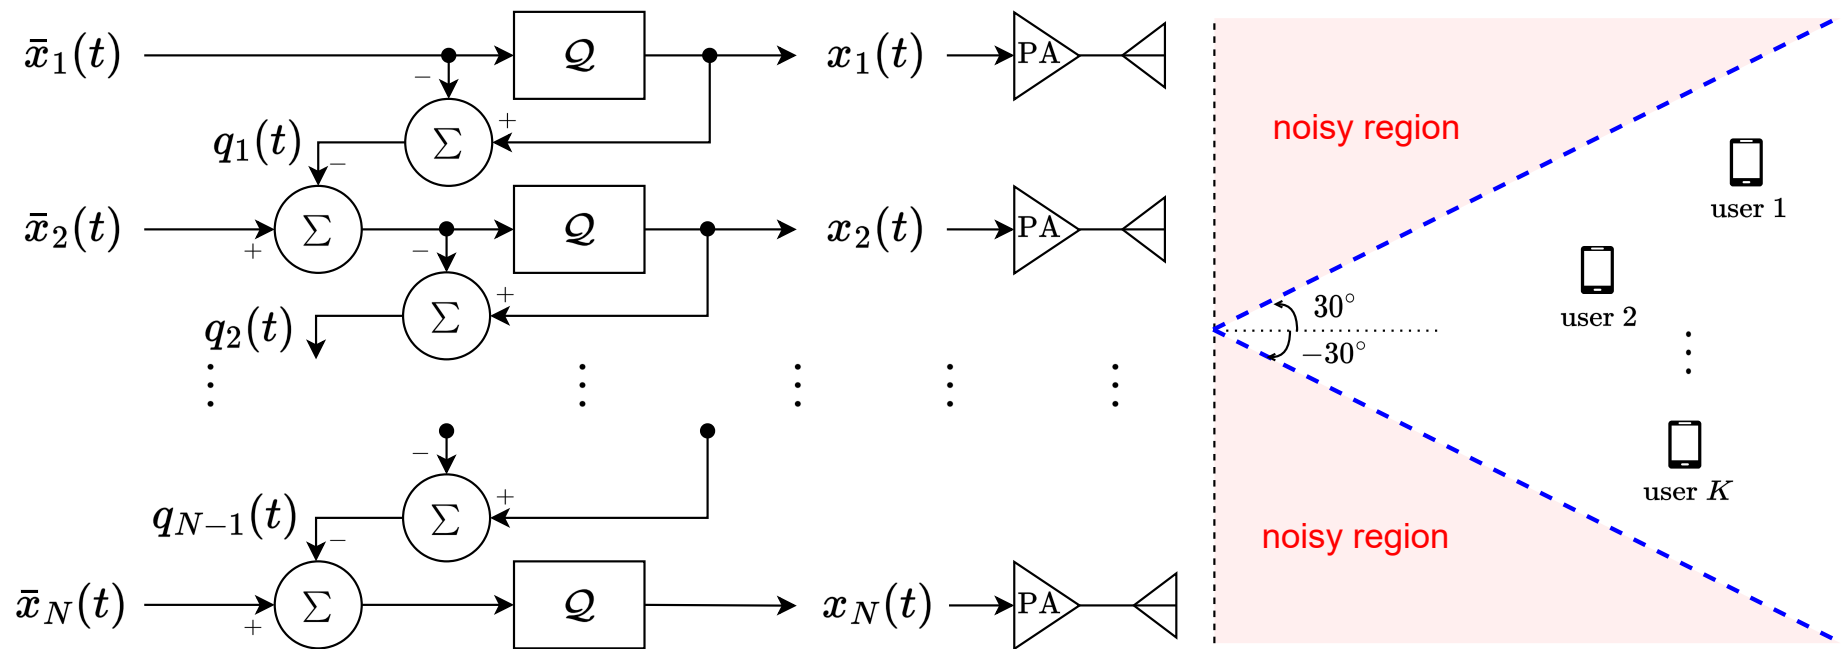 x̄₁(t) − 𝒬 x₁(t) PA
q₁(t) − Σ +
noisy region
user 1
x̄₂(t) + Σ − 𝒬 x₂(t) PA
q₂(t) Σ +
user 2
30°
−30°
⋮ ⋮ ⋮ ⋮ ⋮ ⋮
−
q_{N−1}(t) − Σ +
user K
noisy region
x̄_N(t) + Σ 𝒬 x_N(t) PA